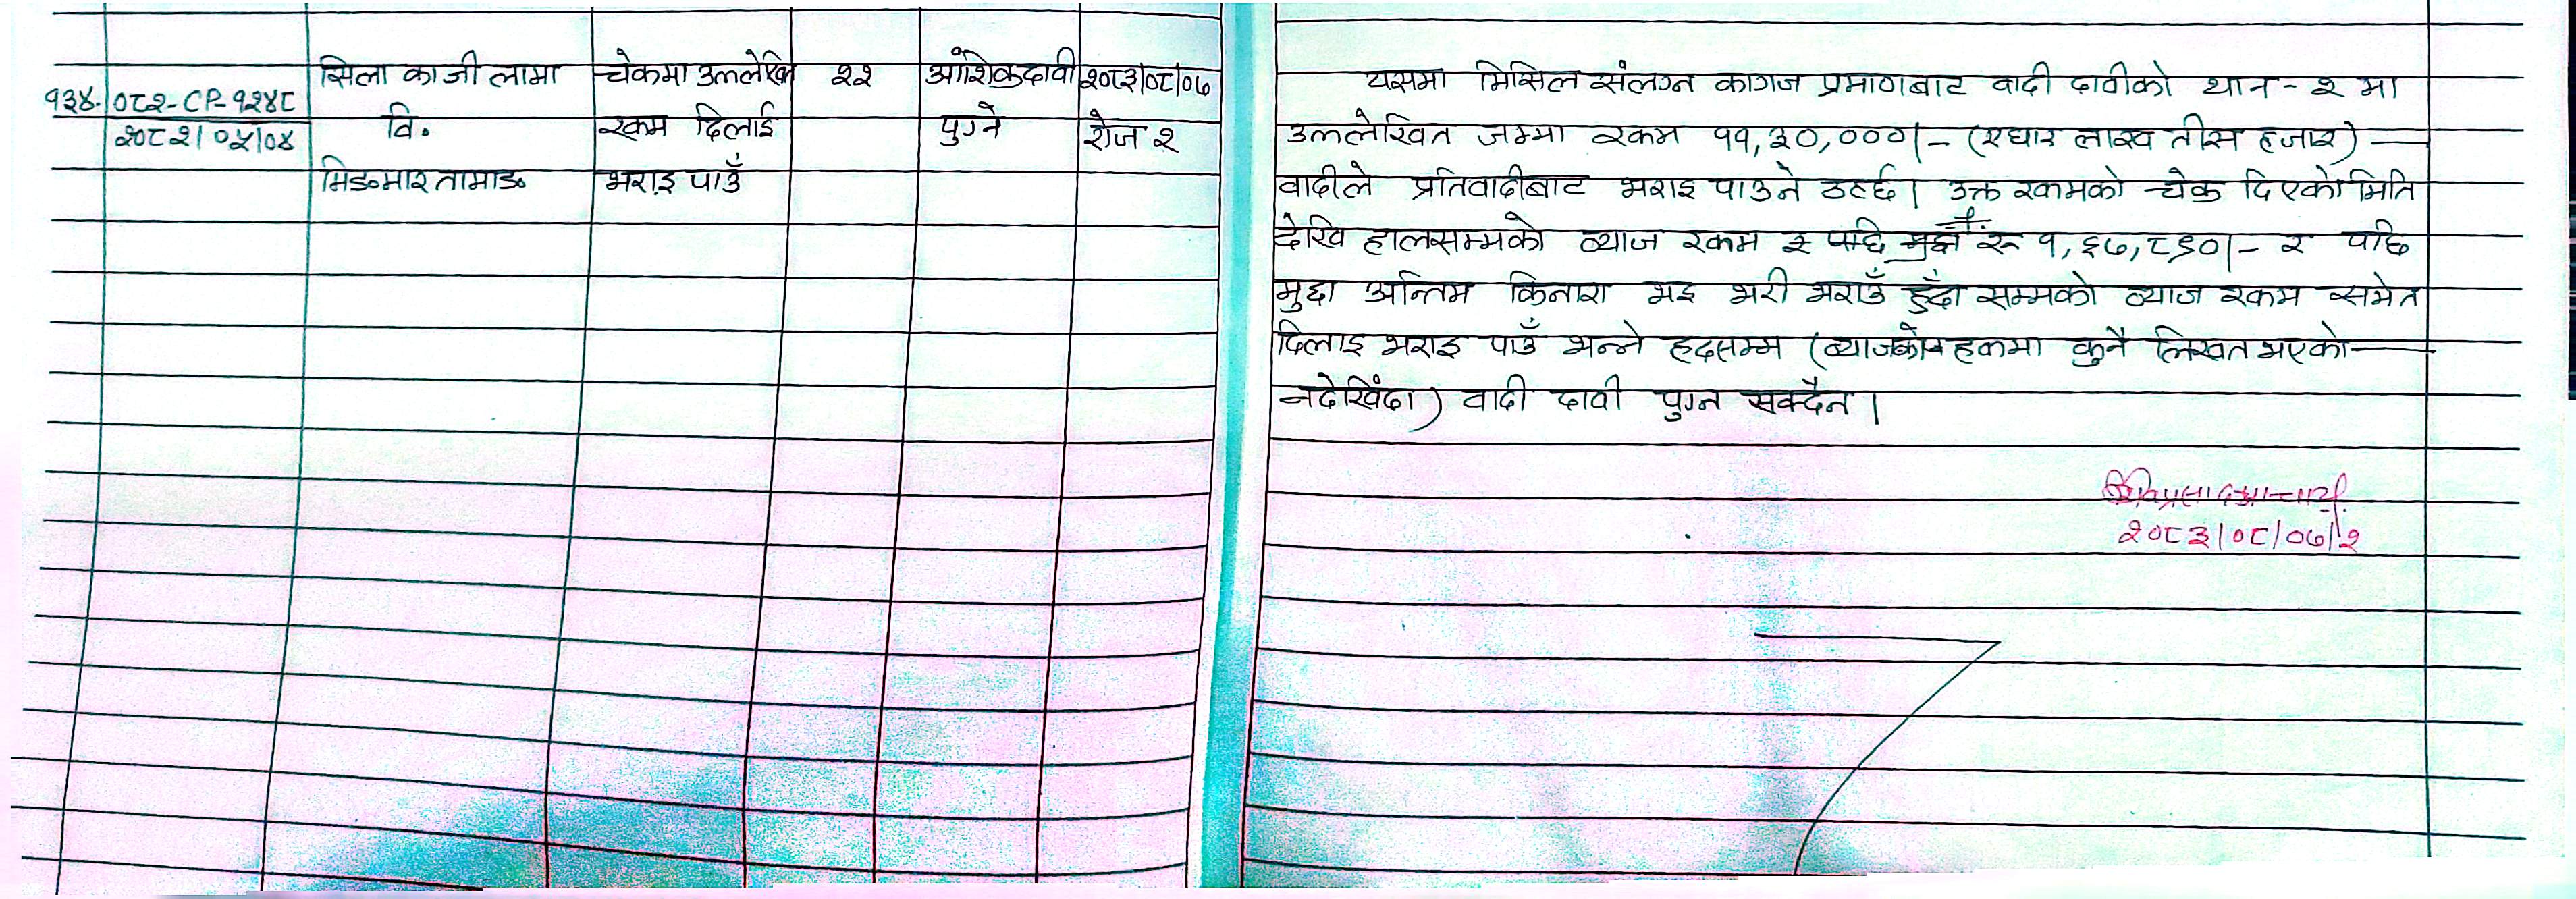 १३४. ०८२-CP-१२४८
२०८२।०५।०४
सिला काजी लामा
वि.
मिङमार तामाङ
चेकमा उल्लेखित
रकम दिलाई
भराइ पाउँ
२२
आंशिक दावी
पुग्ने
२०८३।०८।०७
रोज २
यसमा मिसिल संलग्न कागज प्रमाणबाट वादी दावीको थान - २ मा
उल्लेखित जम्मा रकम ११,३०,०००।- (एघार लाख तीस हजार)
वादीले प्रतिवादीबाट भराइ पाउने ठहर्छ। उक्त रकमको चेक दिएको मिति
देखि हालसम्मको व्याज रकम रु १,६७,८९०।- र पछि
मुद्दा अन्तिम किनारा भइ भरी भराउँ हुँदा सम्मको व्याज रकम समेत
दिलाइ भराइ पाउँ भन्ने हदसम्म (व्याजको हकमा कुनै लिखत भएको
नदेखिंदा) वादी दावी पुग्न सक्दैन।
२०८३।०८।०७।२